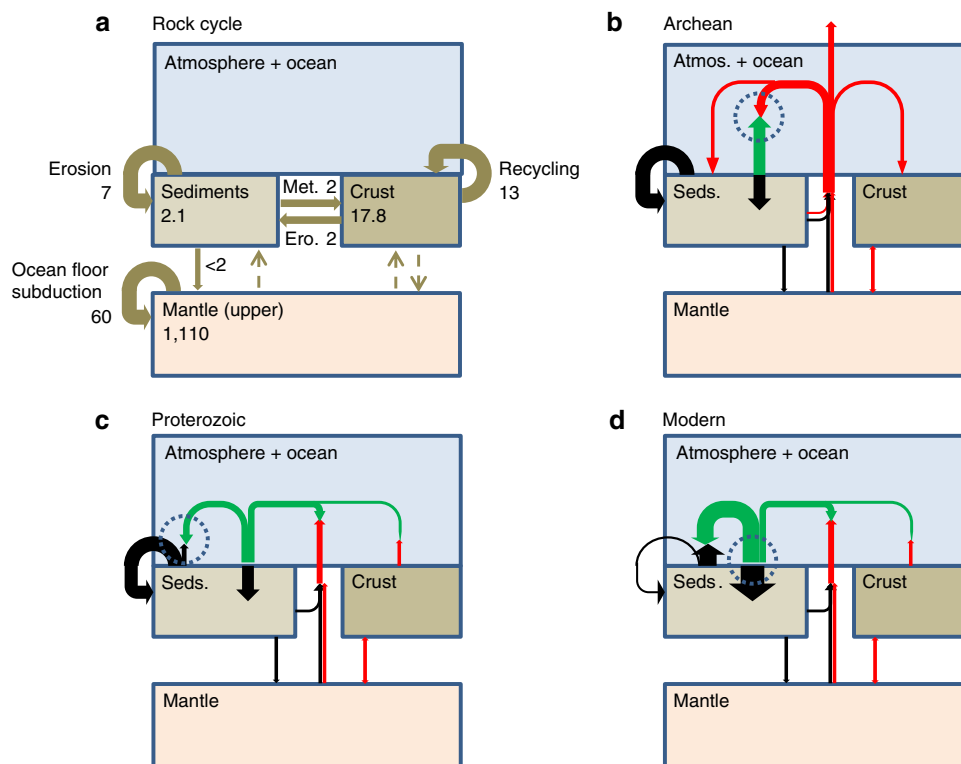 a Rock cycle
Atmosphere + ocean
Erosion
7
Sediments
2.1
Met. 2
Ero. 2
Crust
17.8
Recycling
13
Ocean floor
subduction
60
<2
Mantle (upper)
1,110
b Archean
Atmos. + ocean
Seds.
Crust
Mantle
c Proterozoic
Atmosphere + ocean
Seds.
Crust
Mantle
d Modern
Atmosphere + ocean
Seds.
Crust
Mantle